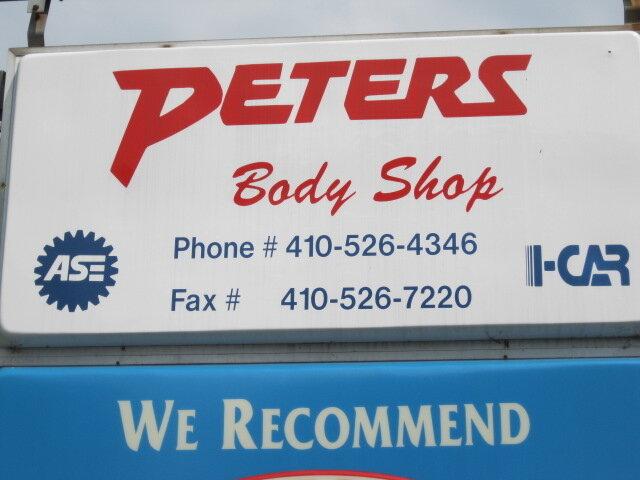 PETERS
Body Shop
Phone # 410-526-4346
Fax # 410-526-7220
ASE
I-CAR
WE RECOMMEND